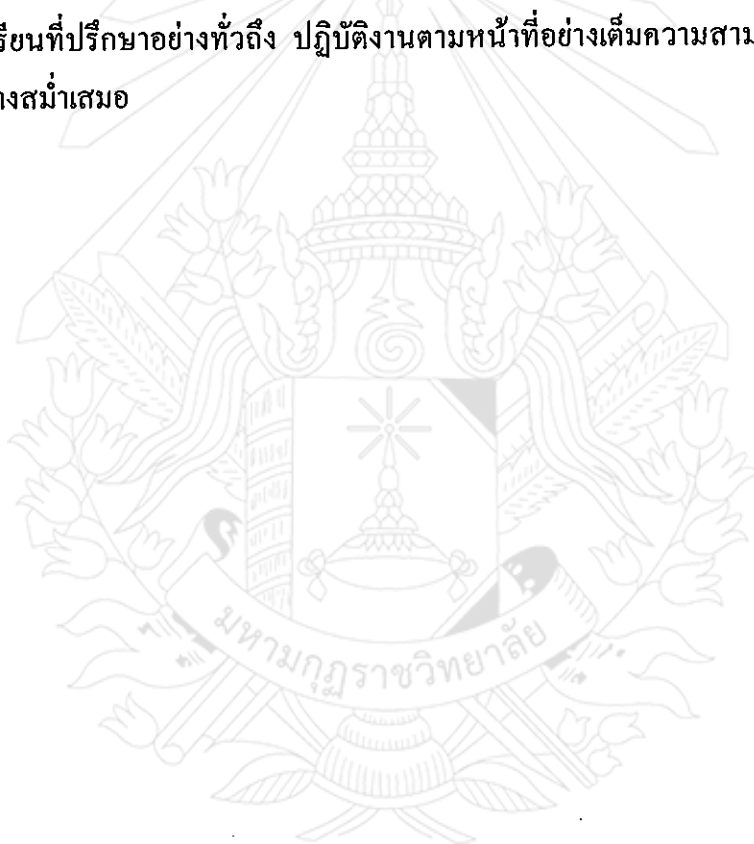 รียนที่ปรึกษาอย่างทั่วถึง ปฏิบัติงานตามหน้าที่อย่างเต็มความสาม
างสม่ำเสมอ
มหามกุฏราชวิทยาลัย